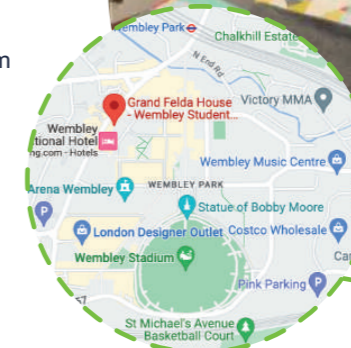 m
Wembley Park
Chalkhill Estate
N End Rd
Grand Felda House
- Wembley Student...
Victory MMA
Wembley
tional Hotel
ng.com - Hotels
Wembley Music Centre
Arena Wembley
WEMBLEY PARK
Statue of Bobby Moore
P
London Designer Outlet
Costco Wholesale
Wembley Stadium
Ca
Pink Parking
P
St Michael's Avenue
Basketball Court